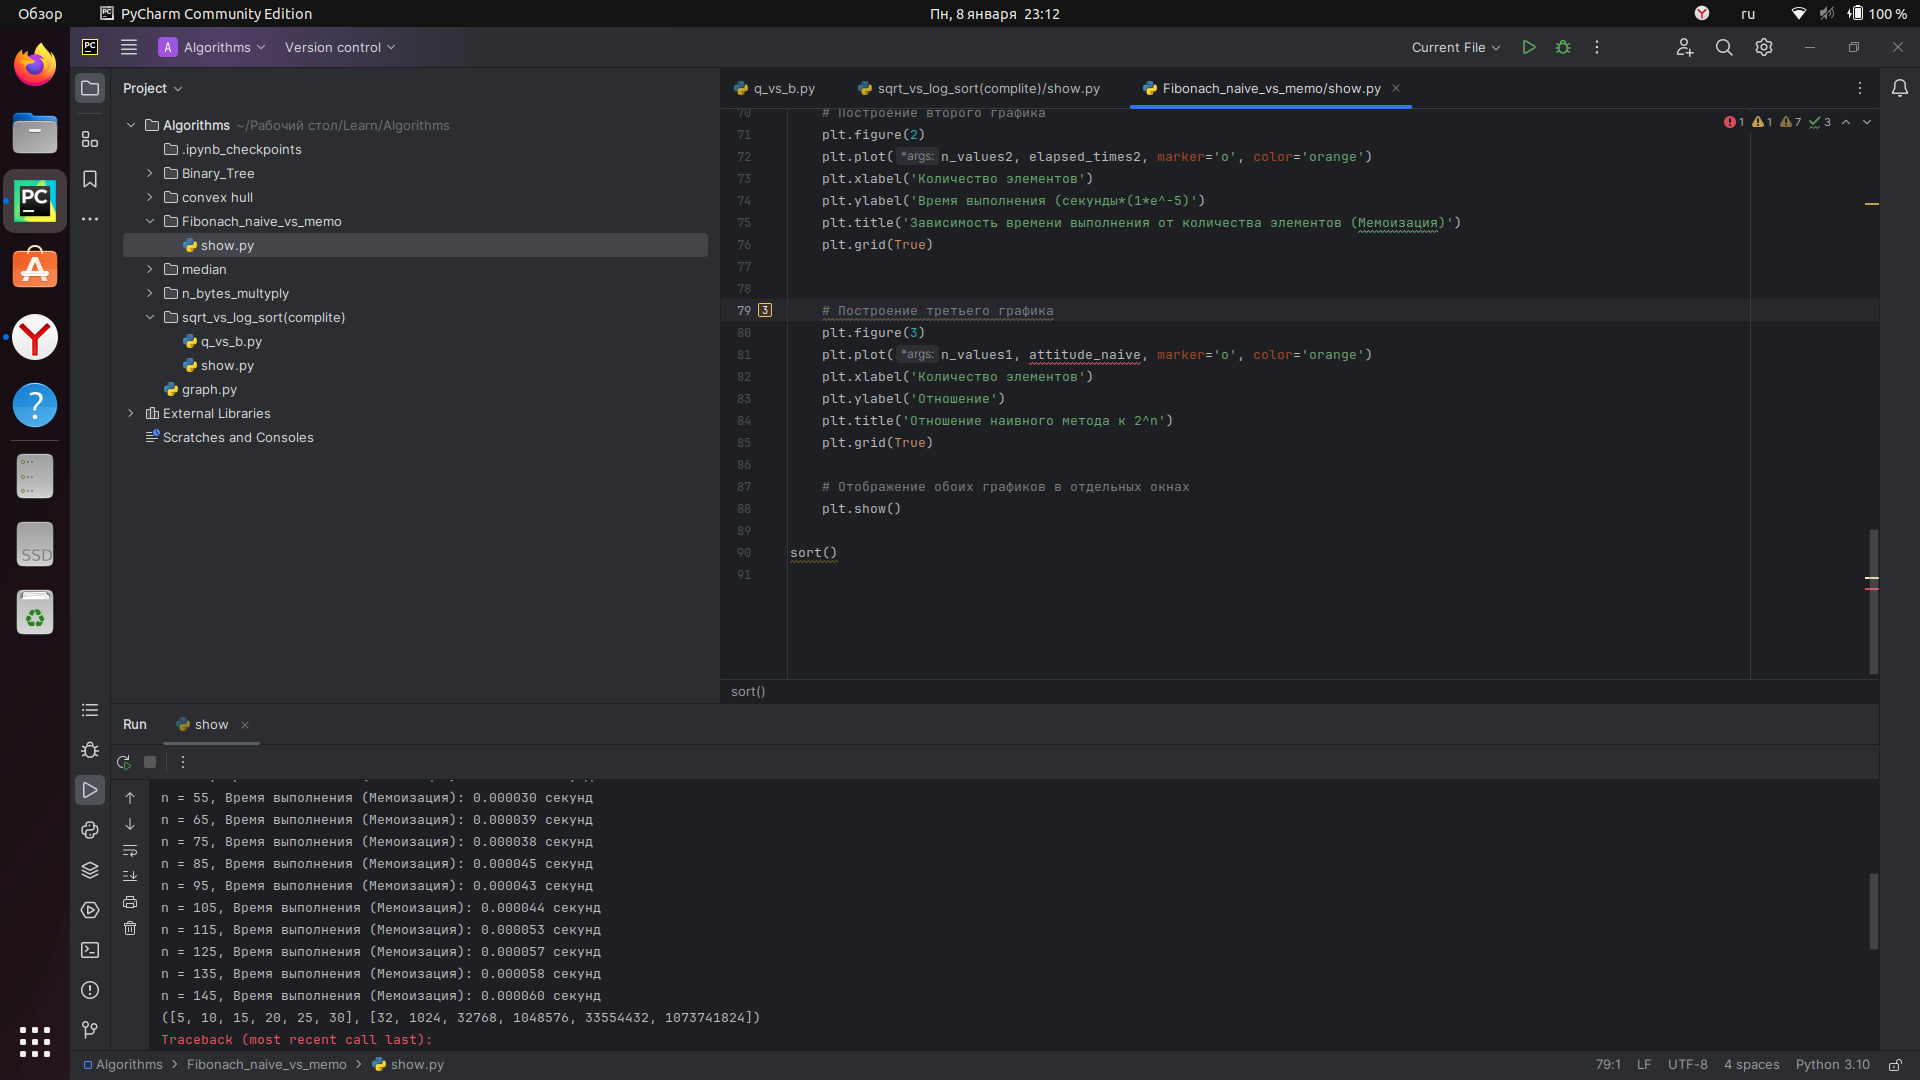 Обзор
PyCharm Community Edition
Пн, 8 января 23:12
ru
100 %
A Algorithms
Version control
Current File
Project
q_vs_b.py
sqrt_vs_log_sort(complite)/show.py
Fibonach_naive_vs_memo/show.py
Algorithms ~/Рабочий стол/Learn/Algorithms
.ipynb_checkpoints
Binary_Tree
convex hull
Fibonach_naive_vs_memo
show.py
median
n_bytes_multyply
sqrt_vs_log_sort(complite)
q_vs_b.py
show.py
graph.py
External Libraries
Scratches and Consoles
SSD
1 1 7 3
70 # Построение второго графика
71 plt.figure(2)
72 plt.plot( *args: n_values2, elapsed_times2, marker='o', color='orange')
73 plt.xlabel('Количество элементов')
74 plt.ylabel('Время выполнения (секунды*(1*e^-5)')
75 plt.title('Зависимость времени выполнения от количества элементов (Мемоизация)')
76 plt.grid(True)
77
78
79 3 # Построение третьего графика
80 plt.figure(3)
81 plt.plot( *args: n_values1, attitude_naive, marker='o', color='orange')
82 plt.xlabel('Количество элементов')
83 plt.ylabel('Отношение')
84 plt.title('Отношение наивного метода к 2^n')
85 plt.grid(True)
86
87 # Отображение обоих графиков в отдельных окнах
88 plt.show()
89
90 sort()
91
sort()
Run
show
n = 55, Время выполнения (Мемоизация): 0.000030 секунд
n = 65, Время выполнения (Мемоизация): 0.000039 секунд
n = 75, Время выполнения (Мемоизация): 0.000038 секунд
n = 85, Время выполнения (Мемоизация): 0.000045 секунд
n = 95, Время выполнения (Мемоизация): 0.000043 секунд
n = 105, Время выполнения (Мемоизация): 0.000044 секунд
n = 115, Время выполнения (Мемоизация): 0.000053 секунд
n = 125, Время выполнения (Мемоизация): 0.000057 секунд
n = 135, Время выполнения (Мемоизация): 0.000058 секунд
n = 145, Время выполнения (Мемоизация): 0.000060 секунд
([5, 10, 15, 20, 25, 30], [32, 1024, 32768, 1048576, 33554432, 1073741824])
Traceback (most recent call last):
Algorithms > Fibonach_naive_vs_memo > show.py
79:1 LF UTF-8 4 spaces Python 3.10